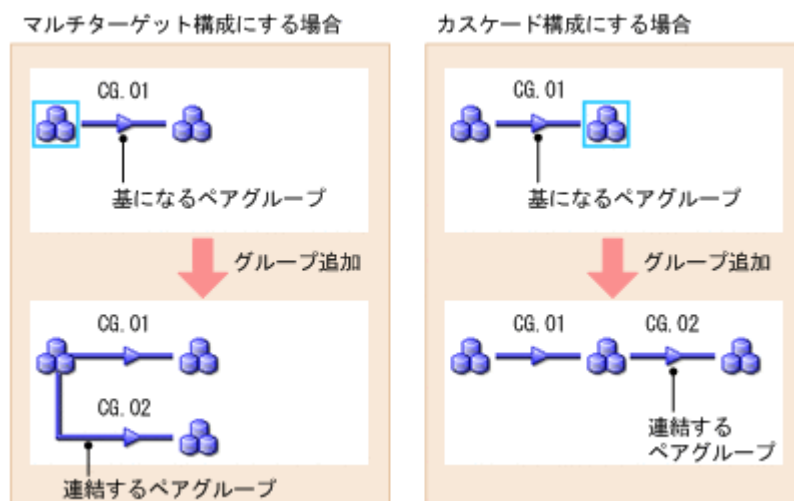 マルチターゲット構成にする場合
CG.01
基になるペアグループ
グループ追加
CG.01
CG.02
連結するペアグループ
カスケード構成にする場合
CG.01
基になるペアグループ
グループ追加
CG.01
CG.02
連結する
ペアグループ